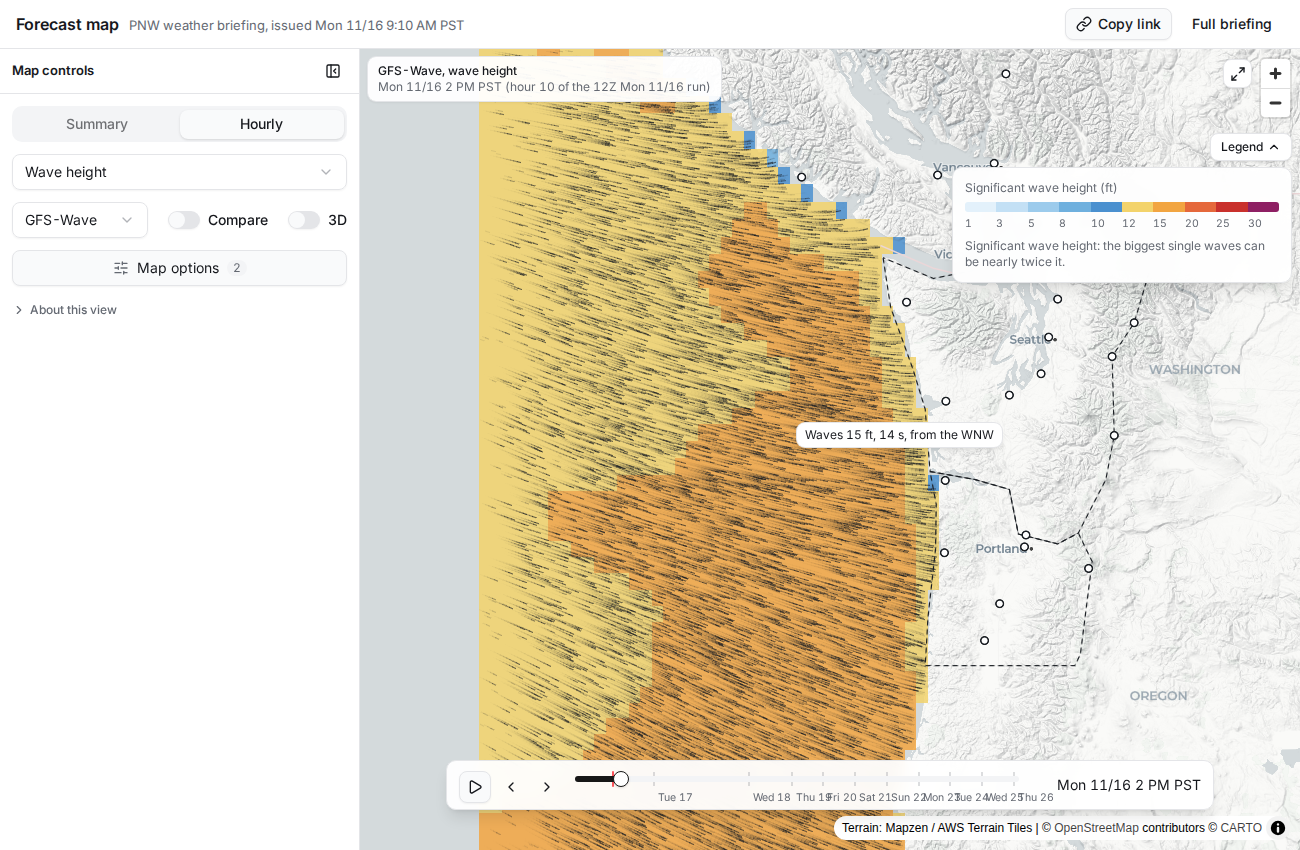 Forecast map PNW weather briefing, issued Mon 11/16 9:10 AM PST
Copy link
Full briefing
Map controls
Summary
Hourly
Wave height
GFS-Wave
Compare
3D
Map options 2
About this view
GFS-Wave, wave height
Mon 11/16 2 PM PST (hour 10 of the 12Z Mon 11/16 run)
Legend
Significant wave height (ft)
1 3 5 8 10 12 15 20 25 30
Significant wave height: the biggest single waves can
be nearly twice it.
Seattle
WASHINGTON
Waves 15 ft, 14 s, from the WNW
Portland
OREGON
Tue 17 Wed 18 Thu 19 Fri 20 Sat 21 Sun 22 Mon 23 Tue 24 Wed 25 Thu 26
Mon 11/16 2 PM PST
Terrain: Mapzen / AWS Terrain Tiles | © OpenStreetMap contributors © CARTO